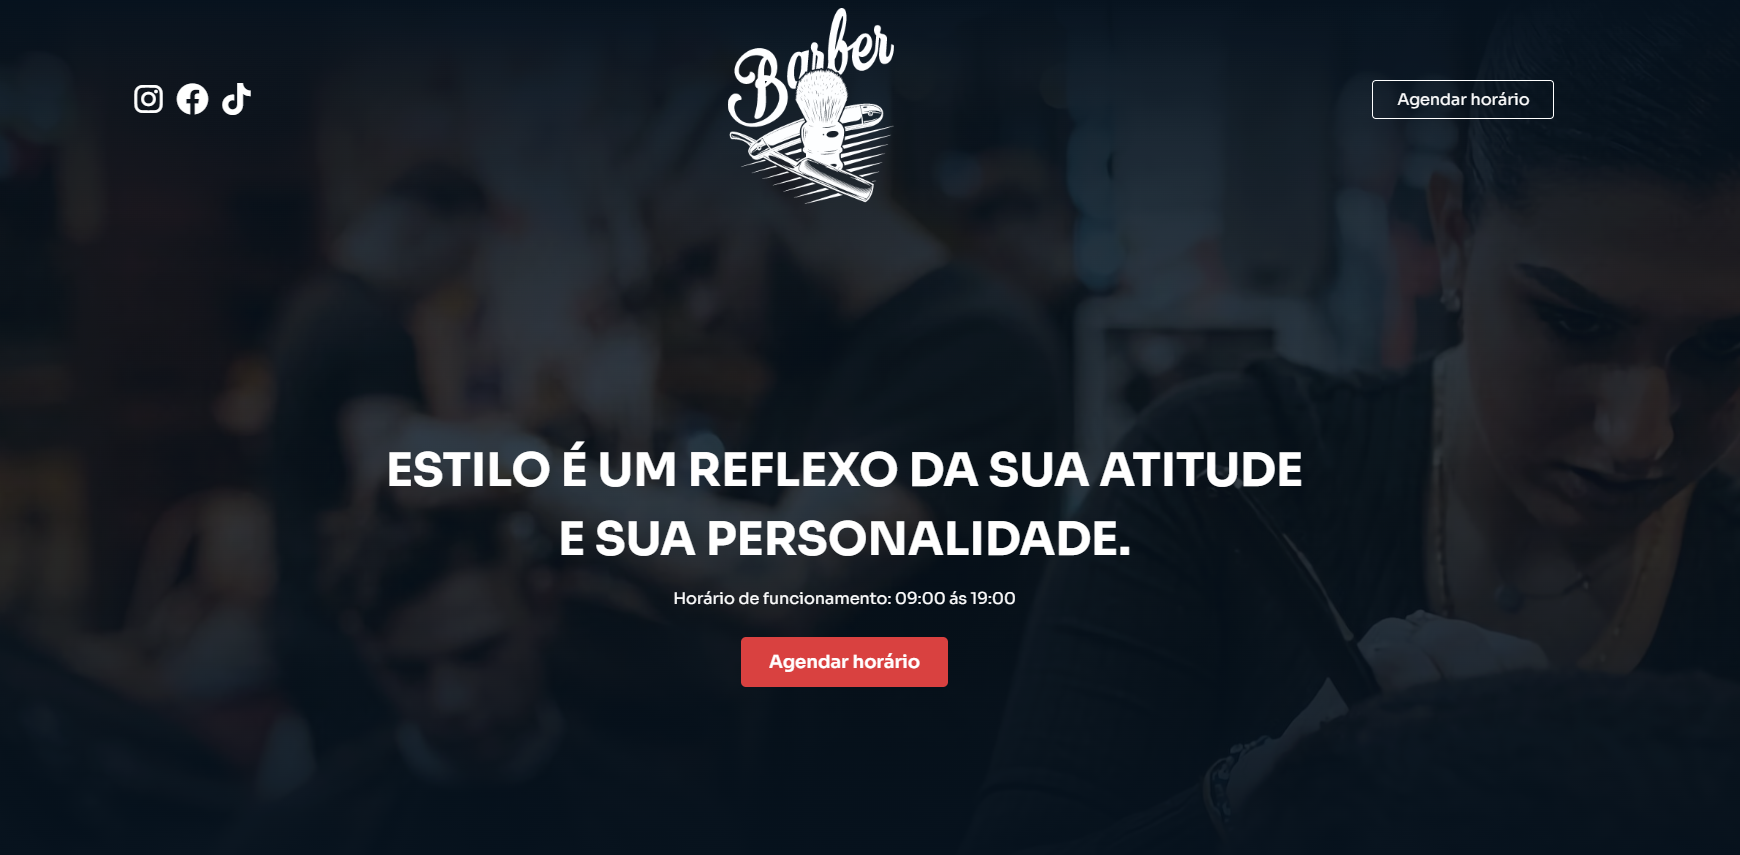 Barber
Agendar horário
ESTILO É UM REFLEXO DA SUA ATITUDE
E SUA PERSONALIDADE.
Horário de funcionamento: 09:00 ás 19:00
Agendar horário